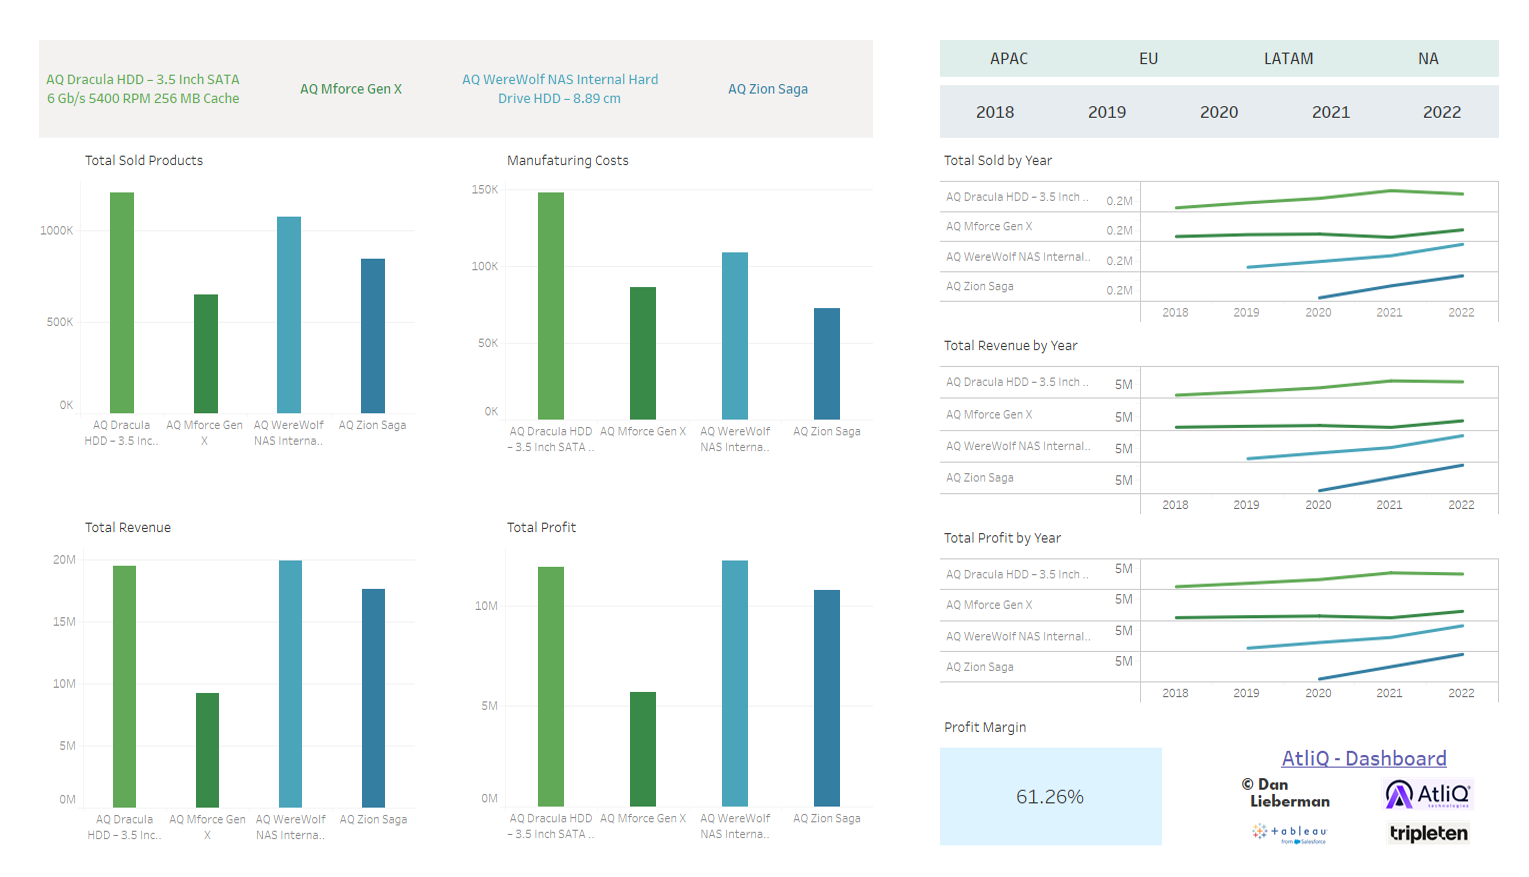 AQ Dracula HDD – 3.5 Inch SATA
6 Gb/s 5400 RPM 256 MB Cache
AQ Mforce Gen X
AQ WereWolf NAS Internal Hard
Drive HDD – 8.89 cm
AQ Zion Saga
Total Sold Products
1000K
500K
0K
AQ Dracula
HDD – 3.5 Inc..
AQ Mforce Gen
X
AQ WereWolf
NAS Interna..
AQ Zion Saga
Manufaturing Costs
150K
100K
50K
0K
AQ Dracula HDD
– 3.5 Inch SATA ..
AQ Mforce Gen X
AQ WereWolf
NAS Interna..
AQ Zion Saga
Total Revenue
20M
15M
10M
5M
0M
AQ Dracula
HDD – 3.5 Inc..
AQ Mforce Gen
X
AQ WereWolf
NAS Interna..
AQ Zion Saga
Total Profit
10M
5M
0M
AQ Dracula HDD
– 3.5 Inch SATA ..
AQ Mforce Gen X
AQ WereWolf
NAS Interna..
AQ Zion Saga
APAC EU LATAM NA
2018 2019 2020 2021 2022
Total Sold by Year
AQ Dracula HDD – 3.5 Inch .. 0.2M
AQ Mforce Gen X 0.2M
AQ WereWolf NAS Internal.. 0.2M
AQ Zion Saga 0.2M
2018 2019 2020 2021 2022
Total Revenue by Year
AQ Dracula HDD – 3.5 Inch .. 5M
AQ Mforce Gen X 5M
AQ WereWolf NAS Internal.. 5M
AQ Zion Saga 5M
2018 2019 2020 2021 2022
Total Profit by Year
AQ Dracula HDD – 3.5 Inch .. 5M
AQ Mforce Gen X 5M
AQ WereWolf NAS Internal.. 5M
AQ Zion Saga 5M
2018 2019 2020 2021 2022
Profit Margin
61.26%
AtliQ - Dashboard
© Dan
Lieberman
AtliQ
technologies
tableau
from Salesforce
tripleten